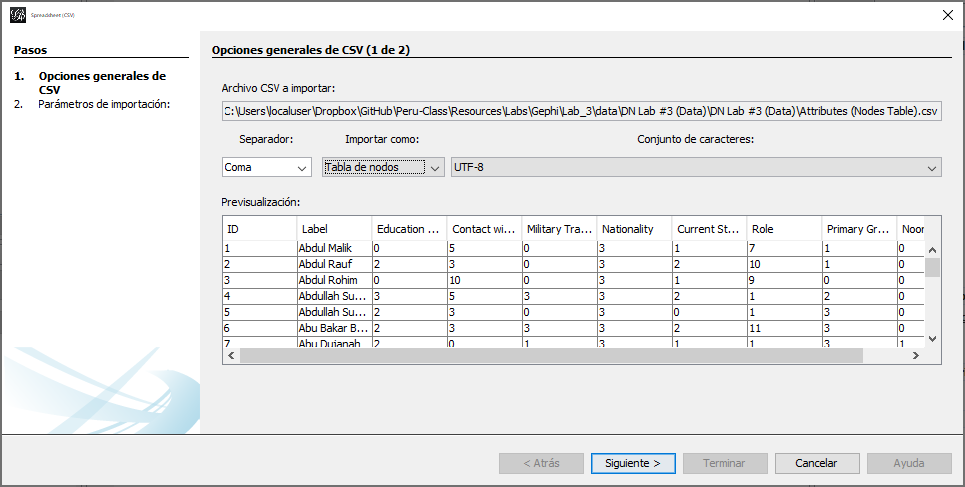 Spreadsheet (CSV)
Pasos
1. Opciones generales de CSV
2. Parámetros de importación:
Opciones generales de CSV (1 de 2)
Archivo CSV a importar:
C:\Users\localuser\Dropbox\GitHub\Peru-Class\Resources\Labs\Gephi\Lab_3\data\DN Lab #3 (Data)\DN Lab #3 (Data)\Attributes (Nodes Table).csv
Separador: Importar como: Conjunto de caracteres:
Coma Tabla de nodos UTF-8
Previsualización:
ID Label Education ... Contact wi... Military Tra... Nationality Current St... Role Primary Gr... Noor
1 Abdul Malik 0 5 0 3 1 7 1 0
2 Abdul Rauf 2 3 0 3 2 10 1 0
3 Abdul Rohim 0 10 0 3 1 9 0 0
4 Abdullah Su... 3 5 3 3 2 1 2 0
5 Abdullah Su... 2 3 0 3 0 1 3 0
6 Abu Bakar B... 2 3 3 3 2 11 3 0
7 Abu Dujanah 2 0 1 3 1 1 3 1
< Atrás Siguiente > Terminar Cancelar Ayuda